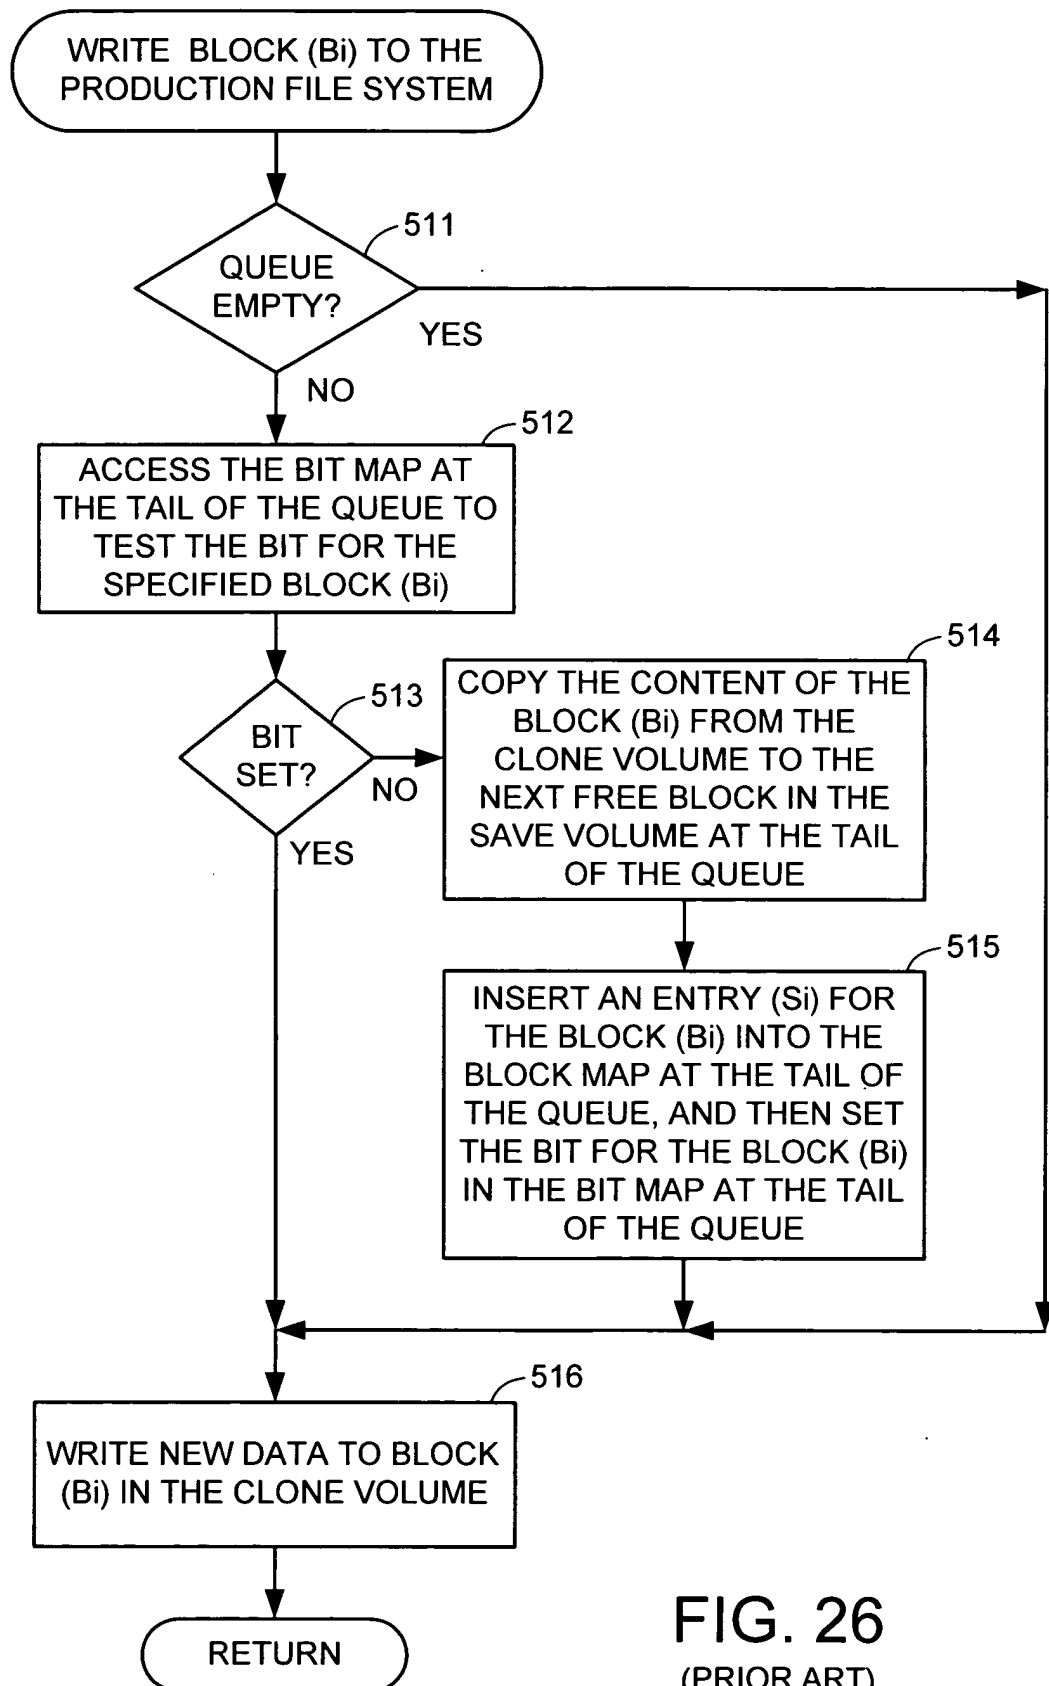 WRITE BLOCK (Bi) TO THE
PRODUCTION FILE SYSTEM
511
QUEUE
EMPTY?
YES
NO
512
ACCESS THE BIT MAP AT
THE TAIL OF THE QUEUE TO
TEST THE BIT FOR THE
SPECIFIED BLOCK (Bi)
513
BIT
SET?
NO
YES
514
COPY THE CONTENT OF THE
BLOCK (Bi) FROM THE
CLONE VOLUME TO THE
NEXT FREE BLOCK IN THE
SAVE VOLUME AT THE TAIL
OF THE QUEUE
515
INSERT AN ENTRY (Si) FOR
THE BLOCK (Bi) INTO THE
BLOCK MAP AT THE TAIL OF
THE QUEUE, AND THEN SET
THE BIT FOR THE BLOCK (Bi)
IN THE BIT MAP AT THE TAIL
OF THE QUEUE
516
WRITE NEW DATA TO BLOCK
(Bi) IN THE CLONE VOLUME
RETURN
FIG. 26
(PRIOR ART)